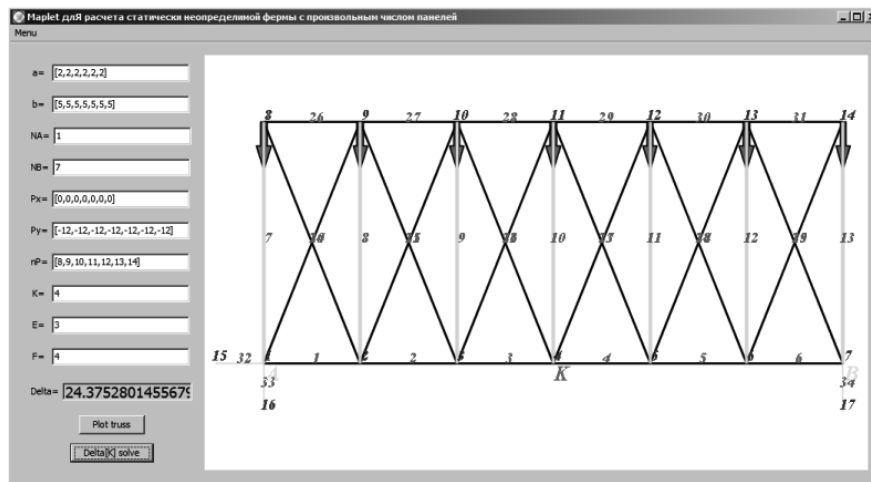 Maplet длЯ расчета статически неопределимой фермы с произвольным числом панелей
Menu
a= [2,2,2,2,2,2]
b= [5,5,5,5,5,5,5]
NA= 1
NB= 7
Px= [0,0,0,0,0,0,0]
Py= [-12,-12,-12,-12,-12,-12,-12]
nP= [8,9,10,11,12,13,14]
K= 4
E= 3
F= 4
Delta= 24.3752801455679
Plot truss
Delta[K] solve
8 26 9 27 10 28 11 29 12 30 13 31 14
7 8 9 10 11 12 13
15 32 1 1 2 2 3 3 4 4 5 5 6 6 7
A K B
33 34
16 17